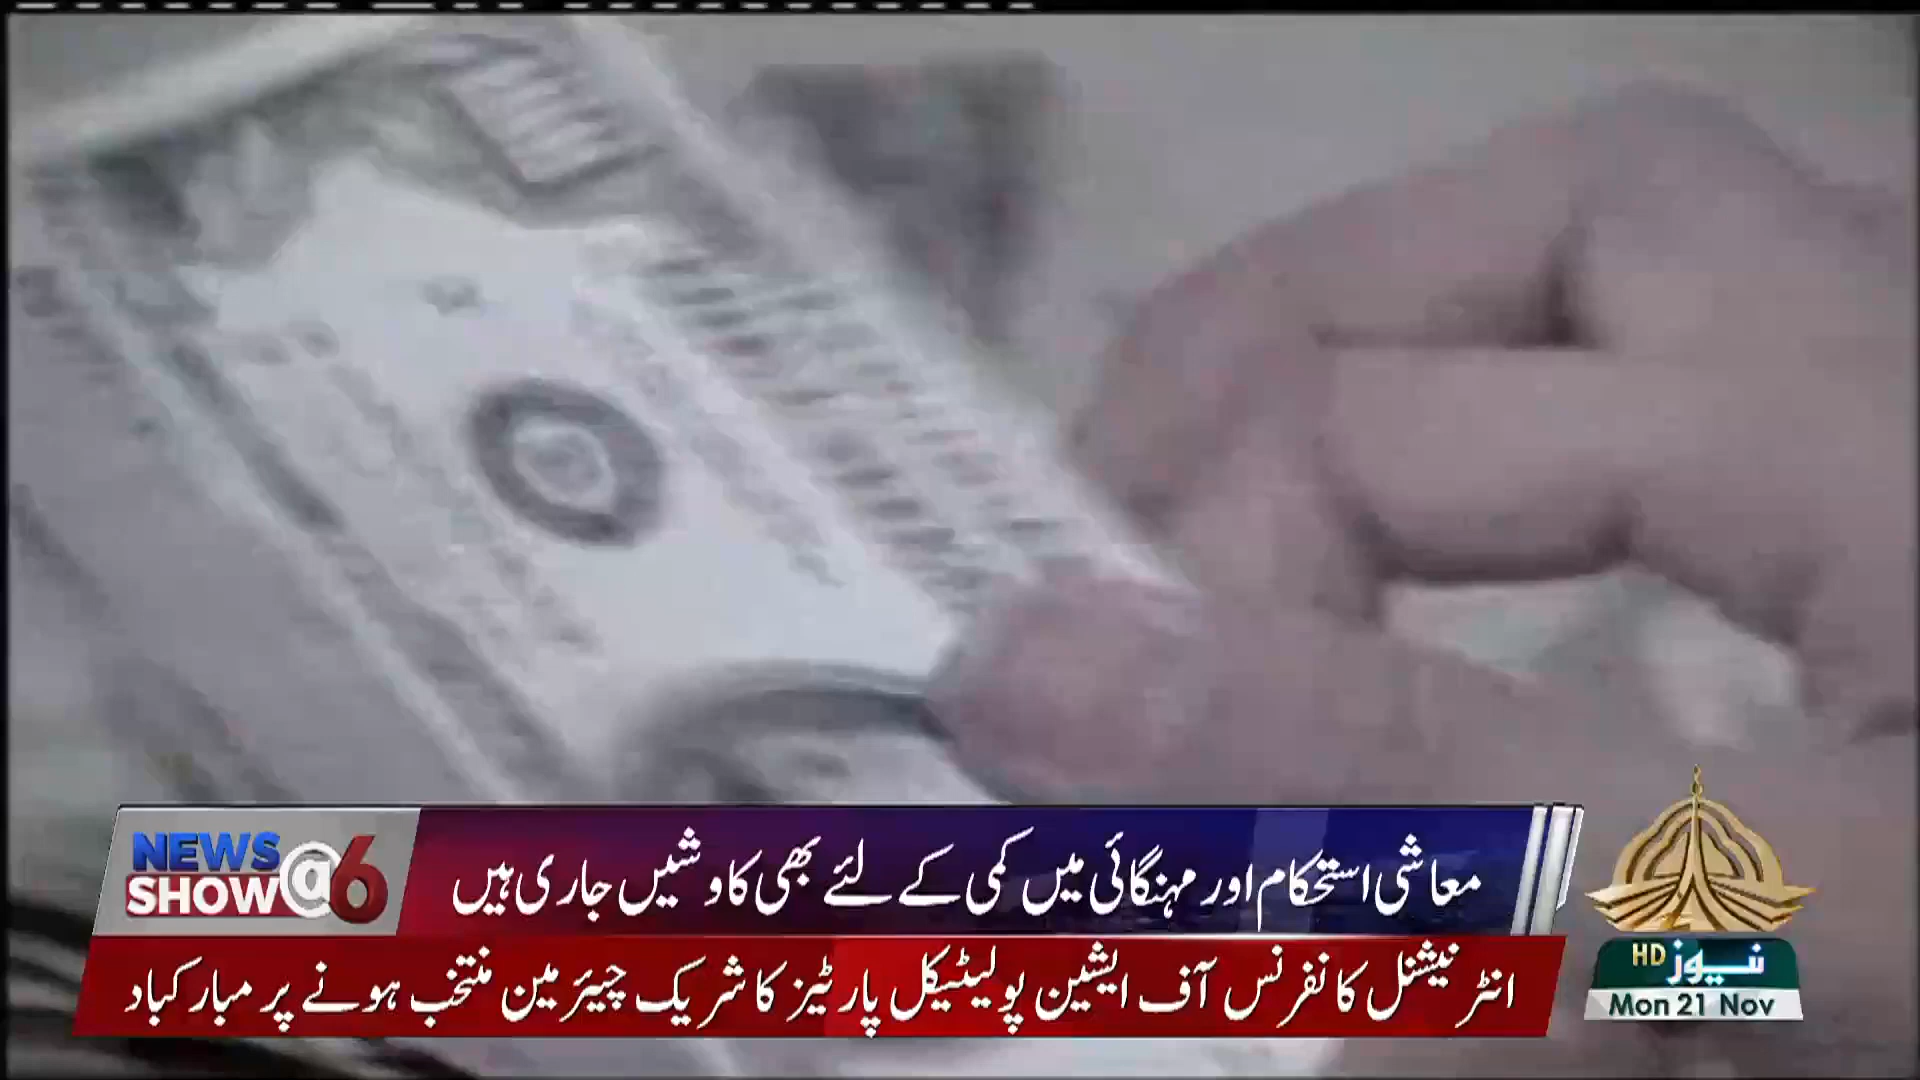 NEWS
SHOW@6
معاشی استحکام اور مہنگائی میں کمی کے لئے بھی کاوشیں جاری ہیں
انٹرنیشنل کانفرنس آف ایشین پولیٹیکل پارٹیز کا شریک چیئرمین منتخب ہونے پر مبارکباد
نیوز HD
Mon 21 Nov